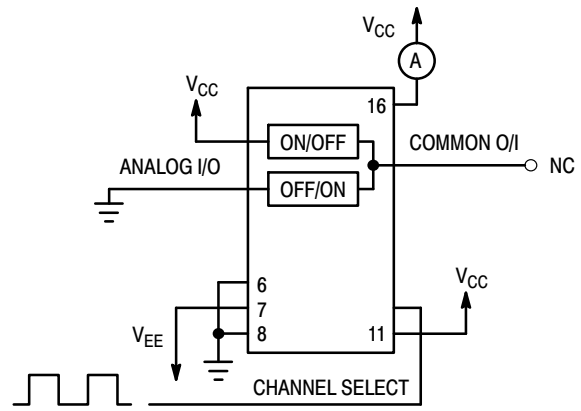 VCC
A
VCC
16
ON/OFF
COMMON O/I
NC
ANALOG I/O
OFF/ON
6
VCC
7
VEE
8
11
CHANNEL SELECT